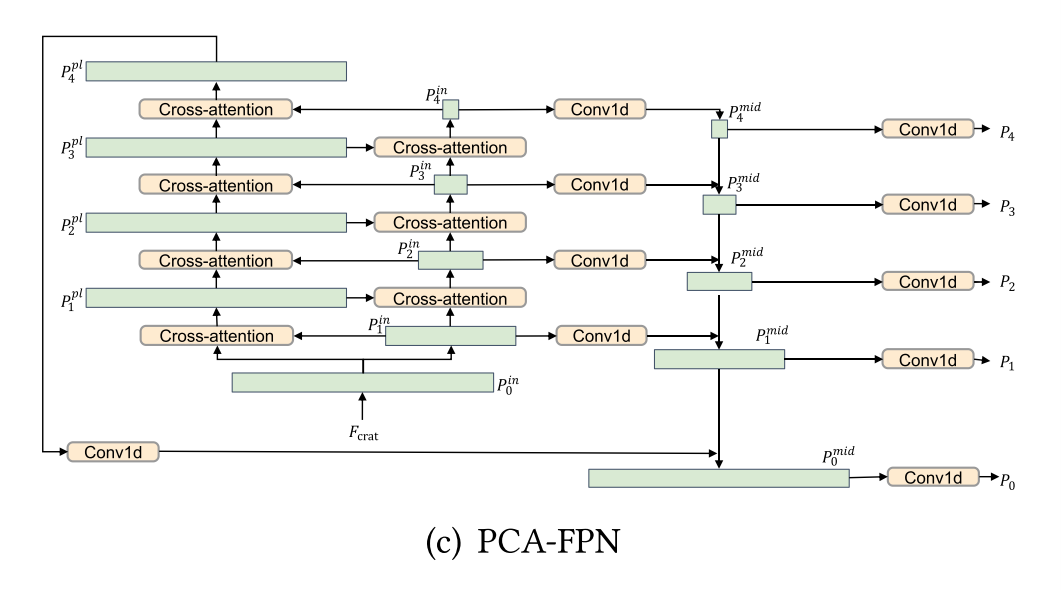 P_4^{pl}
P_4^{in}
Cross-attention
Conv1d
P_4^{mid}
Conv1d
P_4
P_3^{pl}
Cross-attention
P_3^{in}
Cross-attention
Conv1d
P_3^{mid}
Conv1d
P_3
P_2^{pl}
Cross-attention
P_2^{in}
Cross-attention
Conv1d
P_2^{mid}
Conv1d
P_2
P_1^{pl}
Cross-attention
P_1^{in}
Cross-attention
Conv1d
P_1^{mid}
Conv1d
P_1
P_0^{in}
F_{crat}
Conv1d
P_0^{mid}
Conv1d
P_0
(c) PCA-FPN